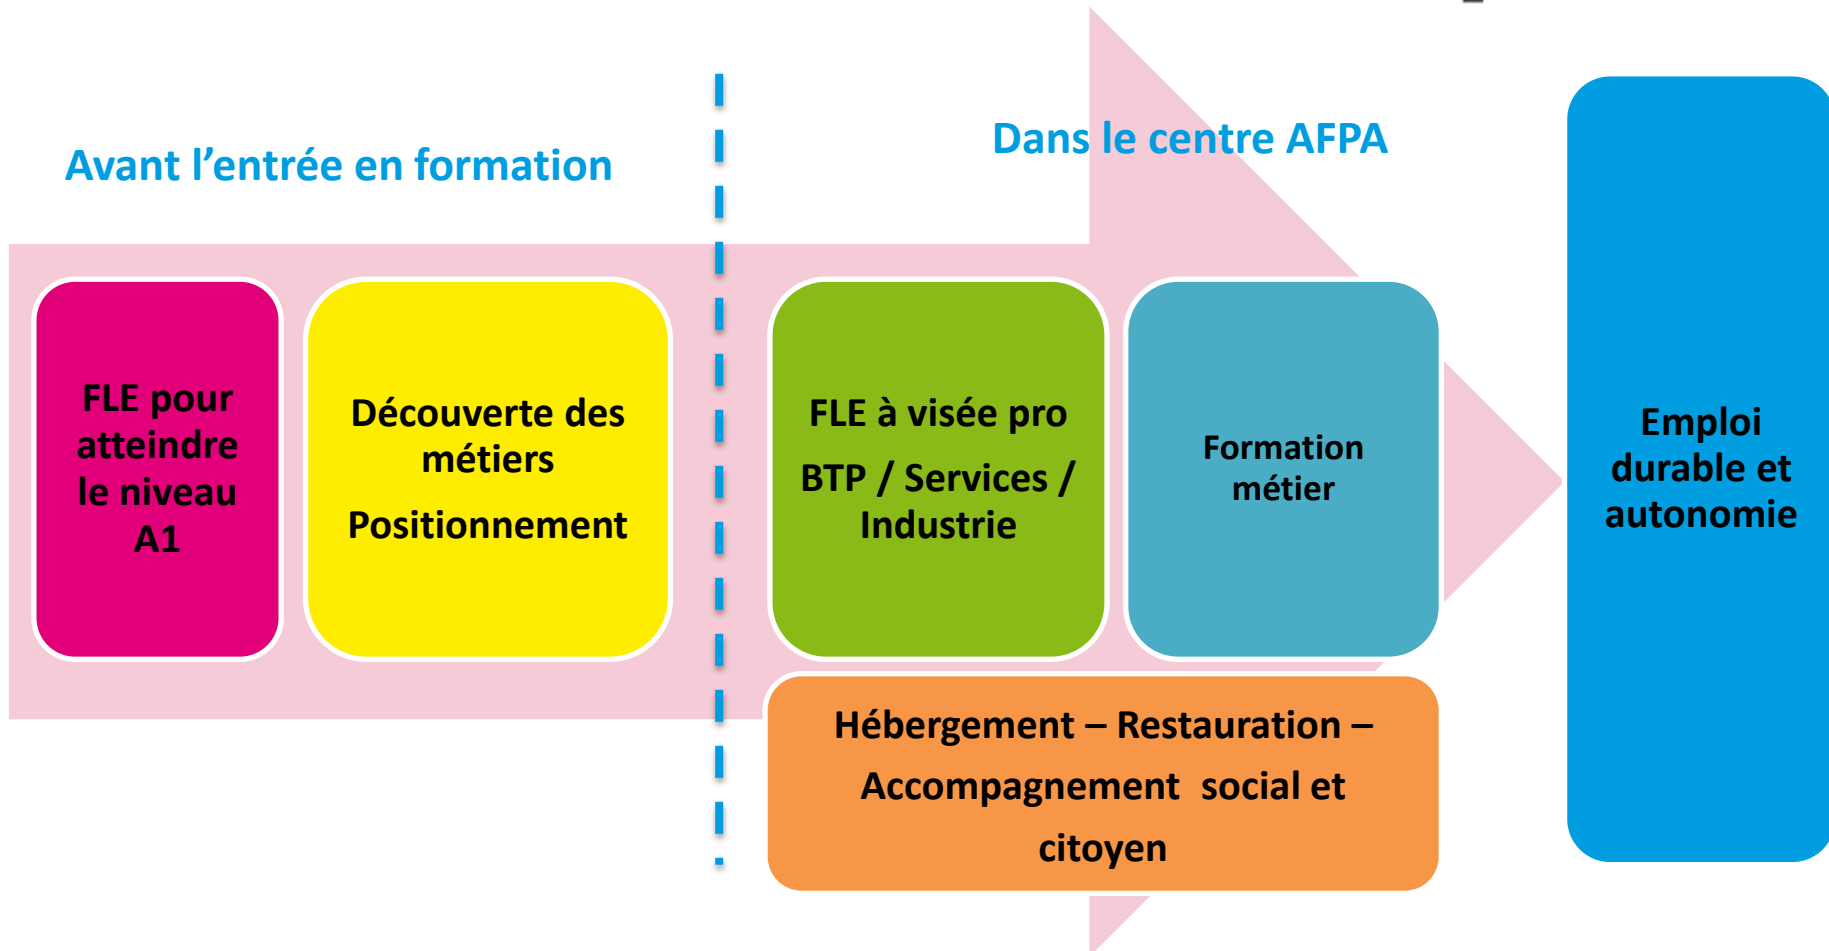 Avant l’entrée en formation
Dans le centre AFPA
FLE pour
atteindre
le niveau
A1
Découverte des
métiers
Positionnement
FLE à visée pro
BTP / Services /
Industrie
Formation
métier
Hébergement – Restauration –
Accompagnement  social et
citoyen
Emploi
durable et
autonomie